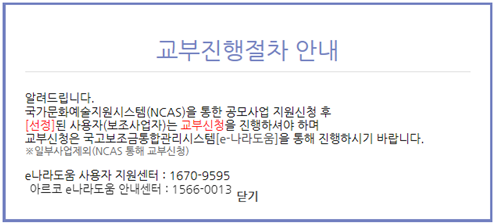 교부진행절차 안내
알려드립니다.
국가문화예술지원시스템(NCAS)을 통한 공모사업 지원신청 후
[선정]된 사용자(보조사업자)는 교부신청을 진행하셔야 하며
교부신청은 국고보조금통합관리시스템[e-나라도움]을 통해 진행하시기 바랍니다.
※일부사업제외(NCAS 통해 교부신청)
e나라도움 사용자 지원센터 : 1670-9595
아르코 e나라도움 안내센터 : 1566-0013
닫기